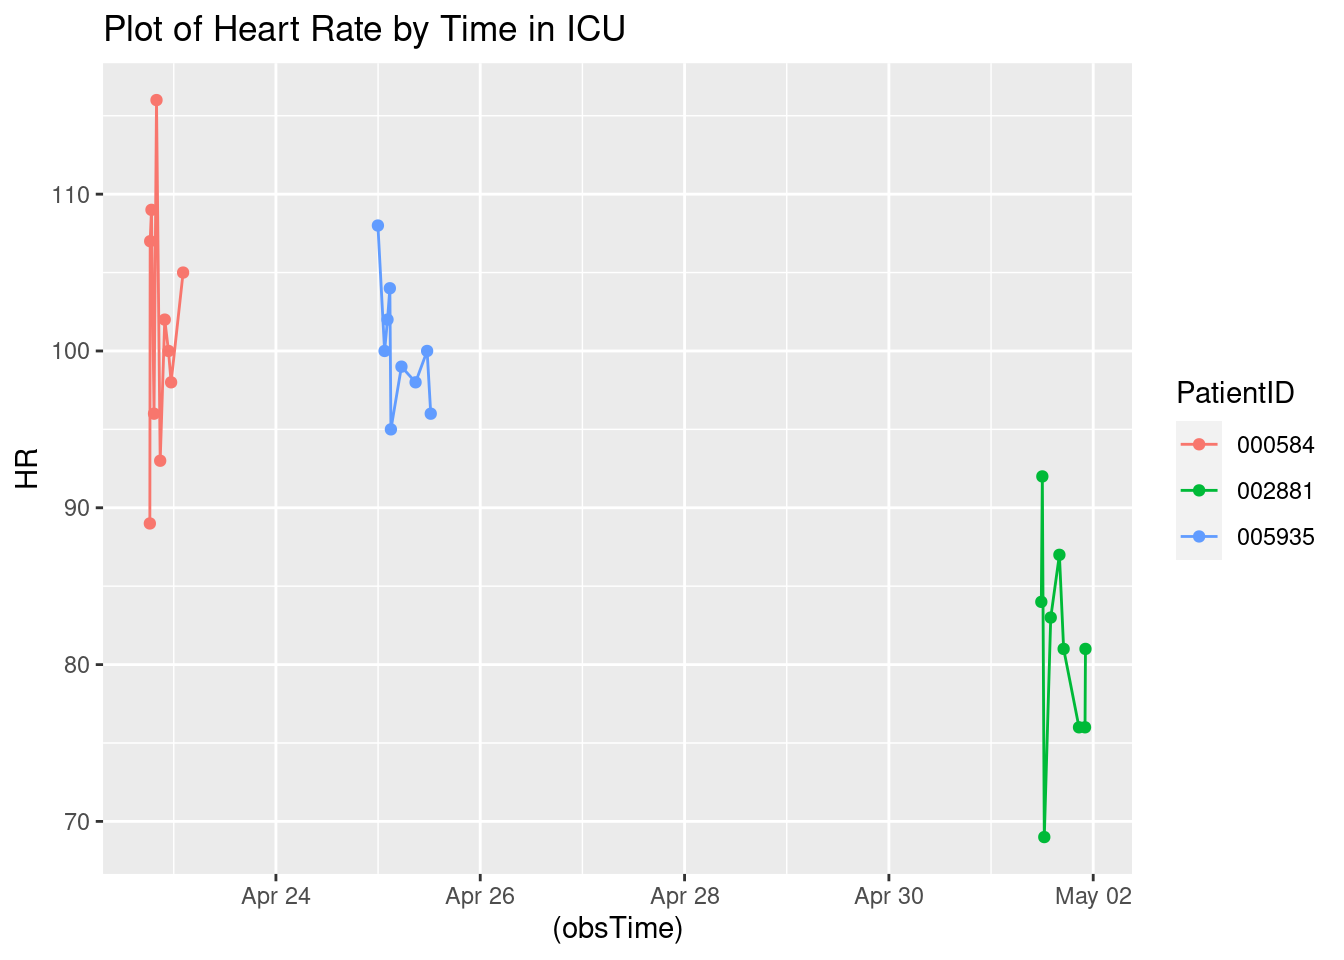 Plot of Heart Rate by Time in ICU
HR
110
100
90
80
70
Apr 24
Apr 26
Apr 28
Apr 30
May 02
(obsTime)
PatientID
000584
002881
005935